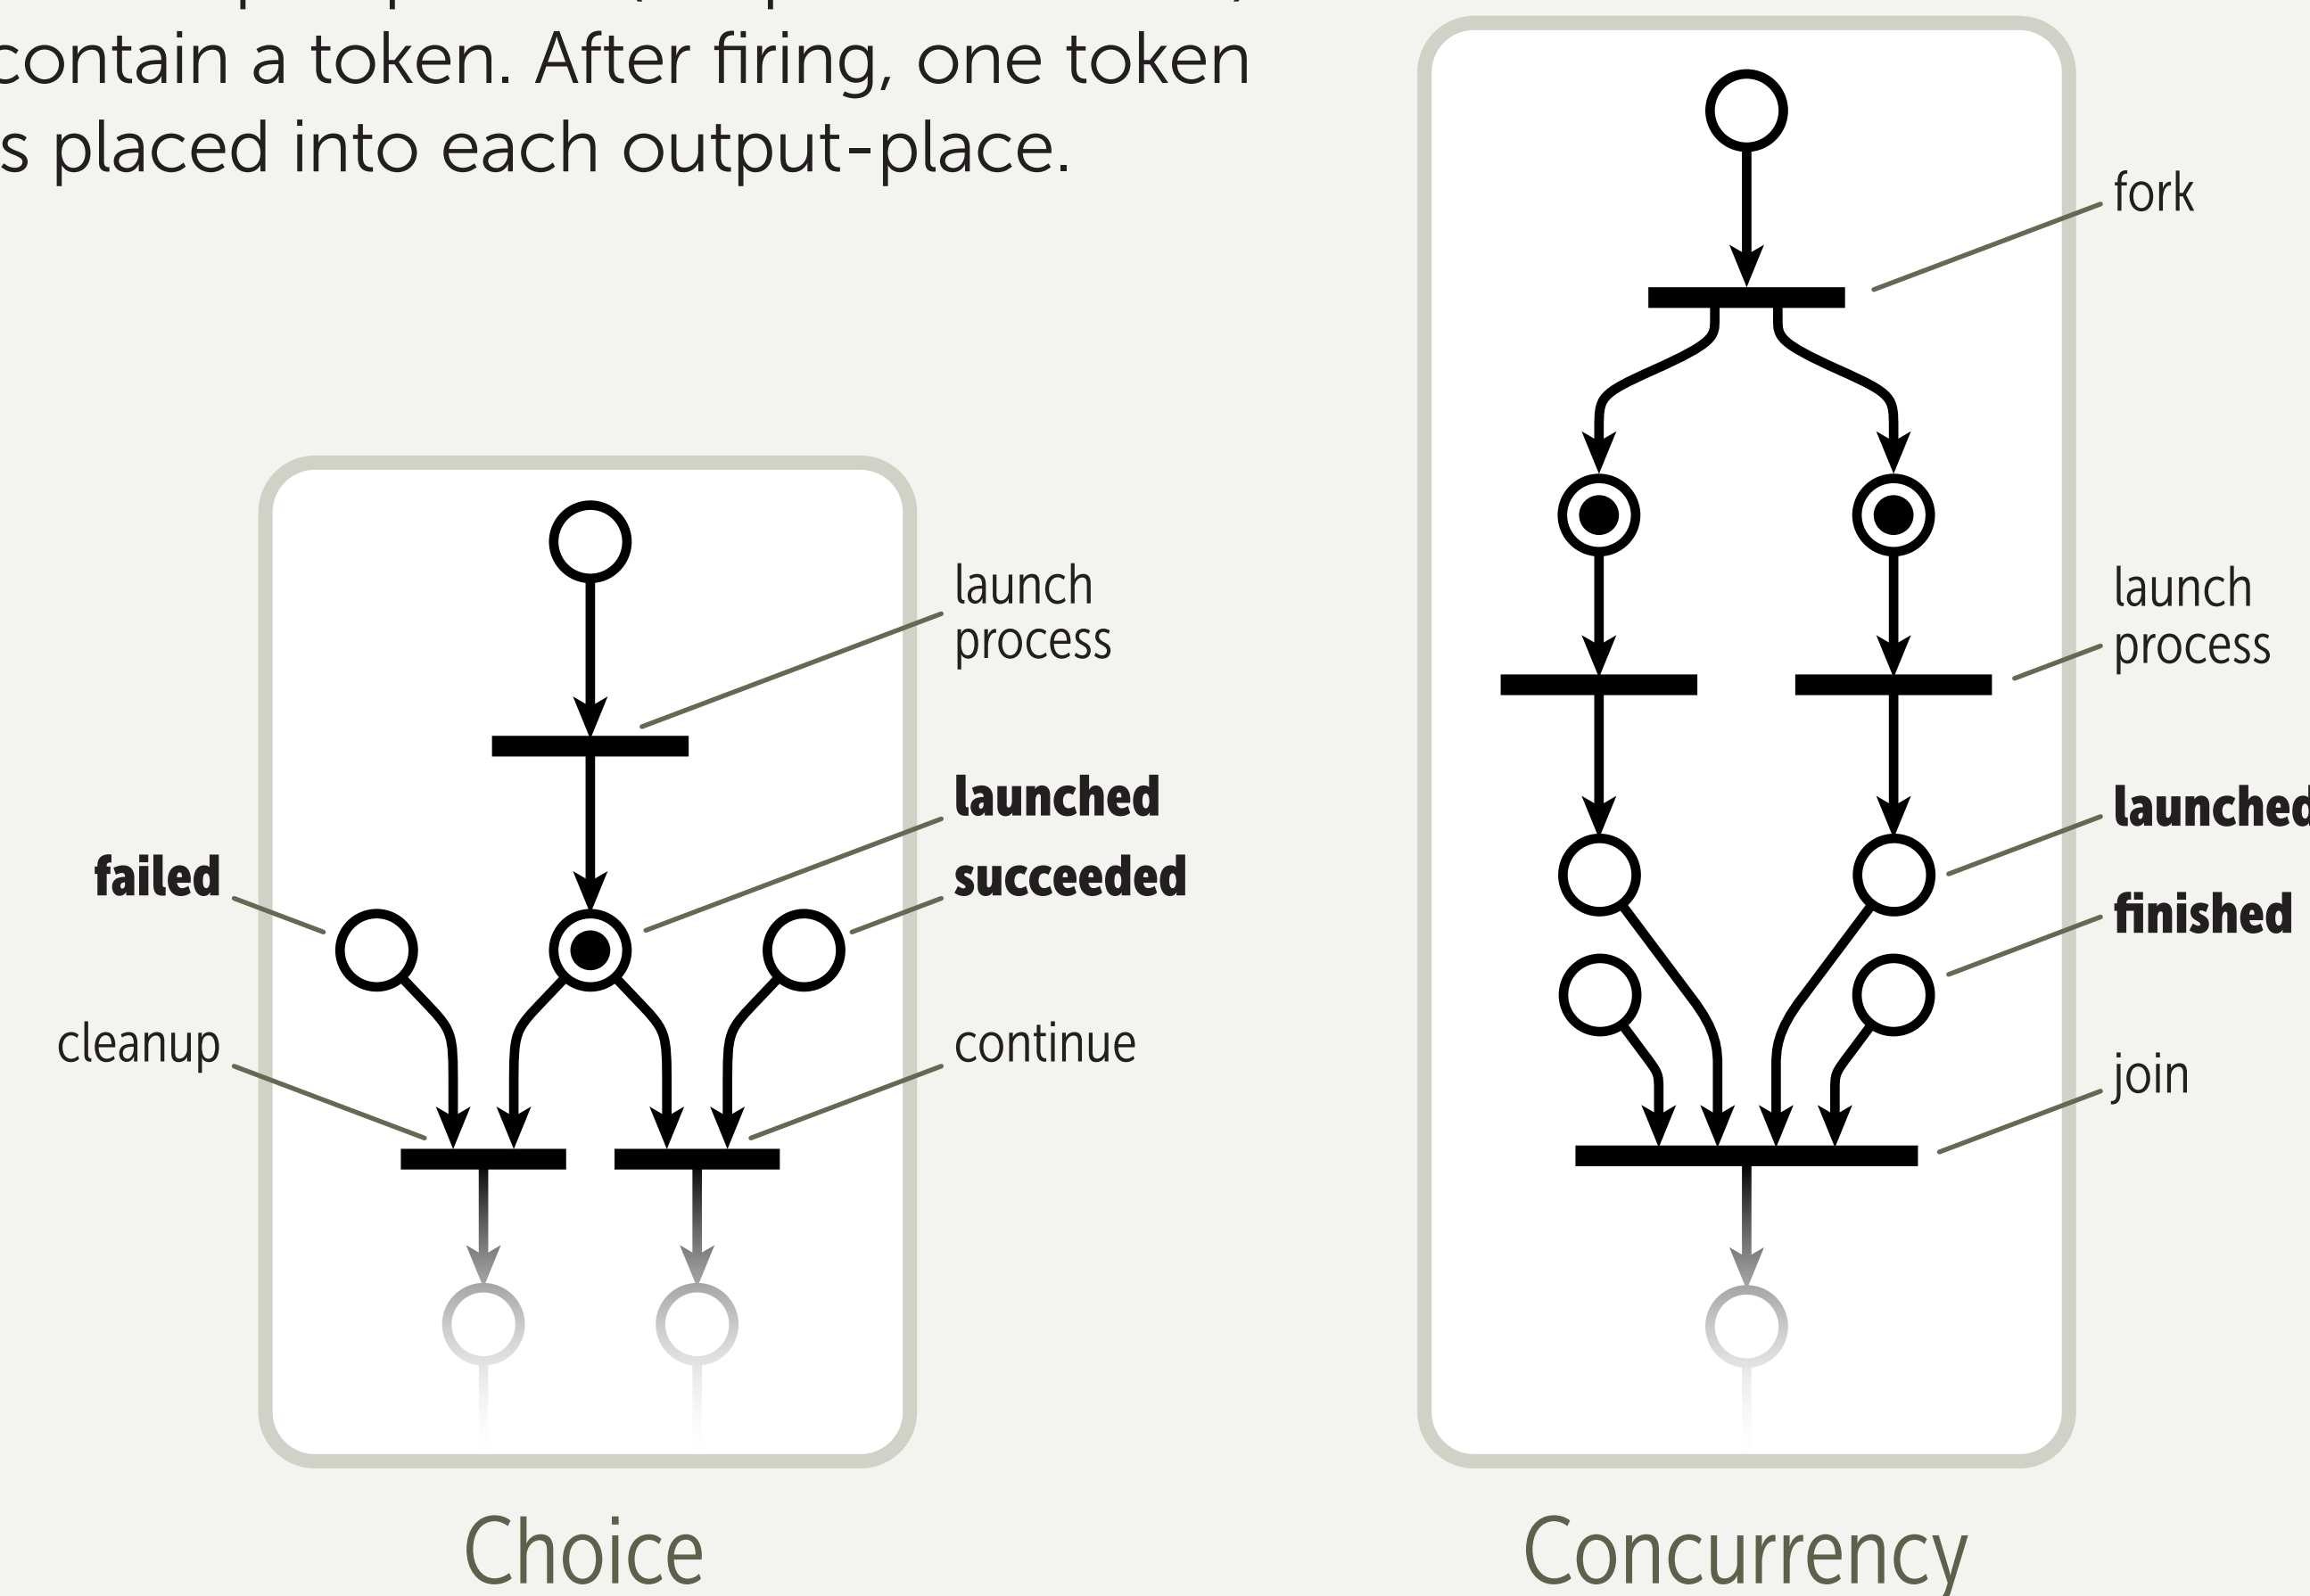 contain a token. After firing, one token
s placed into each output-place.
fork
launch
process
launched
succeeded
failed
cleanup
continue
Choice
launch
process
launched
finished
join
Concurrency